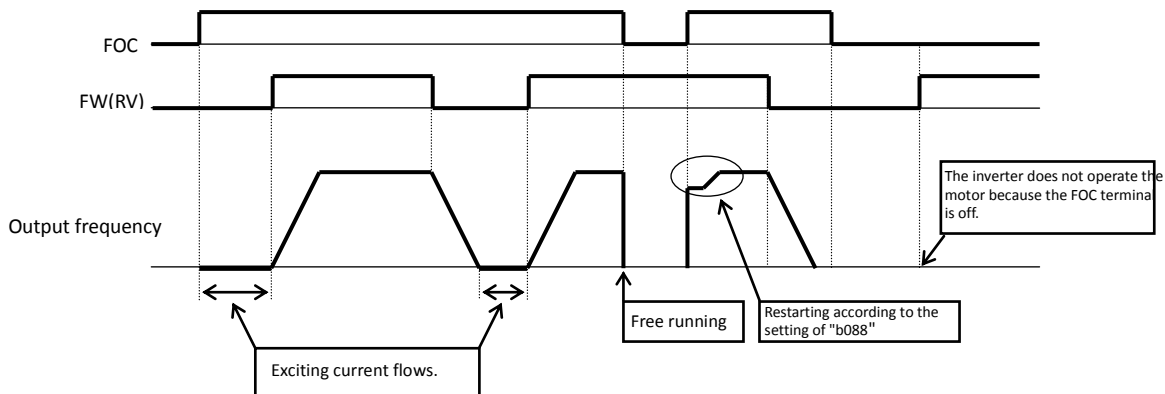 FOC
FW(RV)
Output frequency
The inverter does not operate the
motor because the FOC terminal
is off.
Free running
Restarting according to the
setting of "b088"
Exciting current flows.